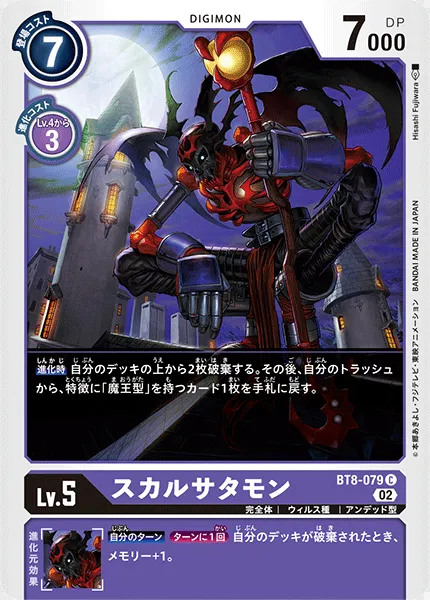 DIGIMON
登場コスト
7
7000
DP
進化コスト
Lv.4から
3
Hisashi Fujiwara
©本郷あきよし・フジテレビ・東映アニメーション BANDAI MADE IN JAPAN
進化時 自分のデッキの上から2枚破棄する。その後、自分のトラッシュ
から、特徴に「魔王型」を持つカード1枚を手札に戻す。
BT8-079 C
02
Lv.5
スカルサタモン
完全体 | ウィルス種 | アンデッド型
進化元効果
自分のターン ターンに1回 自分のデッキが破棄されたとき、
メモリー+1。